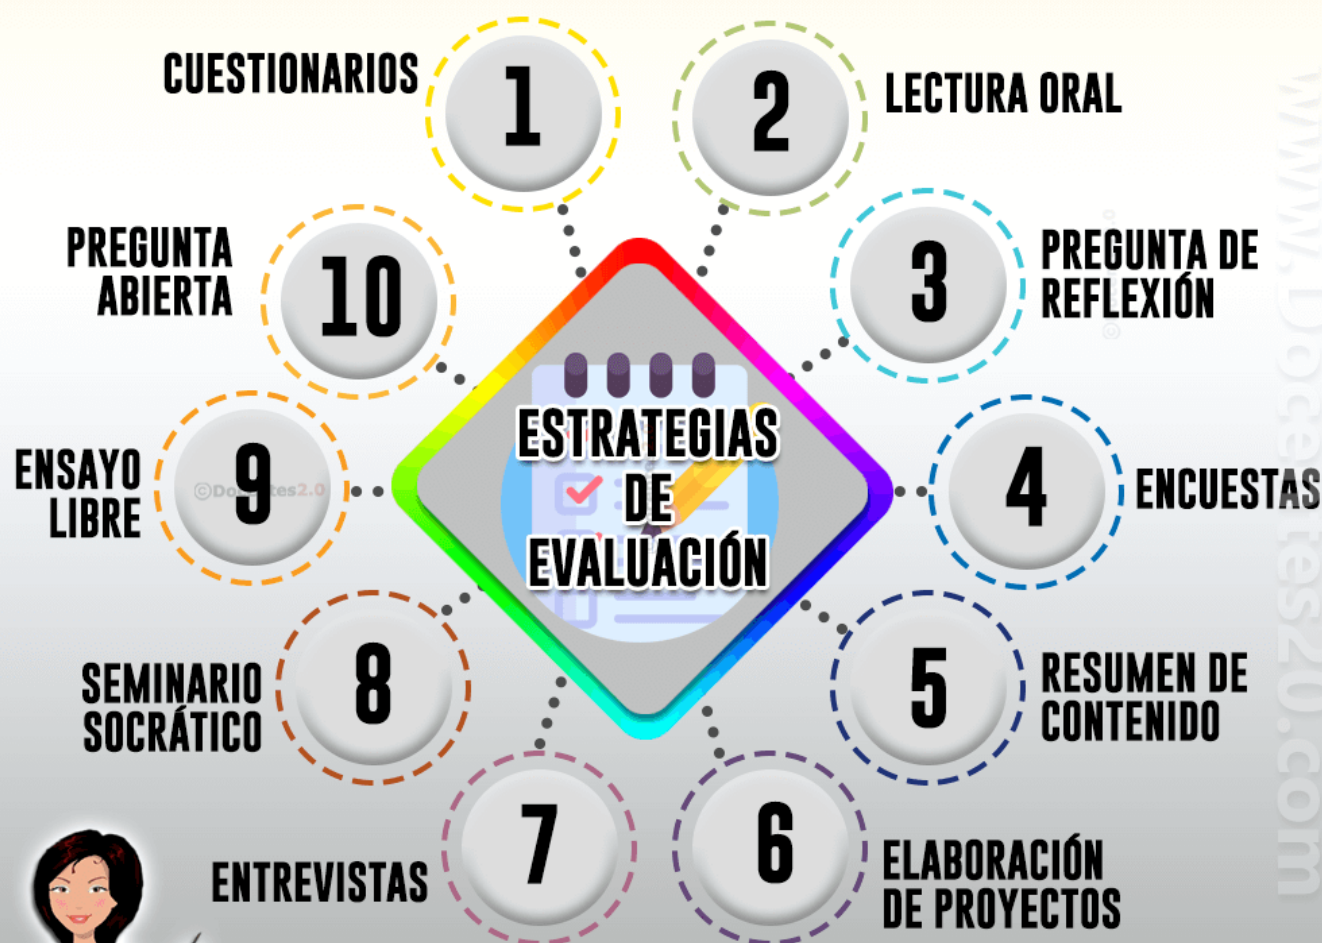 ESTRATEGIAS
DE
EVALUACIÓN
1
CUESTIONARIOS
2
LECTURA ORAL
3
PREGUNTA DE
REFLEXIÓN
4
ENCUESTAS
5
RESUMEN DE
CONTENIDO
6
ELABORACIÓN
DE PROYECTOS
7
ENTREVISTAS
8
SEMINARIO
SOCRÁTICO
9
ENSAYO
LIBRE
10
PREGUNTA
ABIERTA
www.Docentes20.com